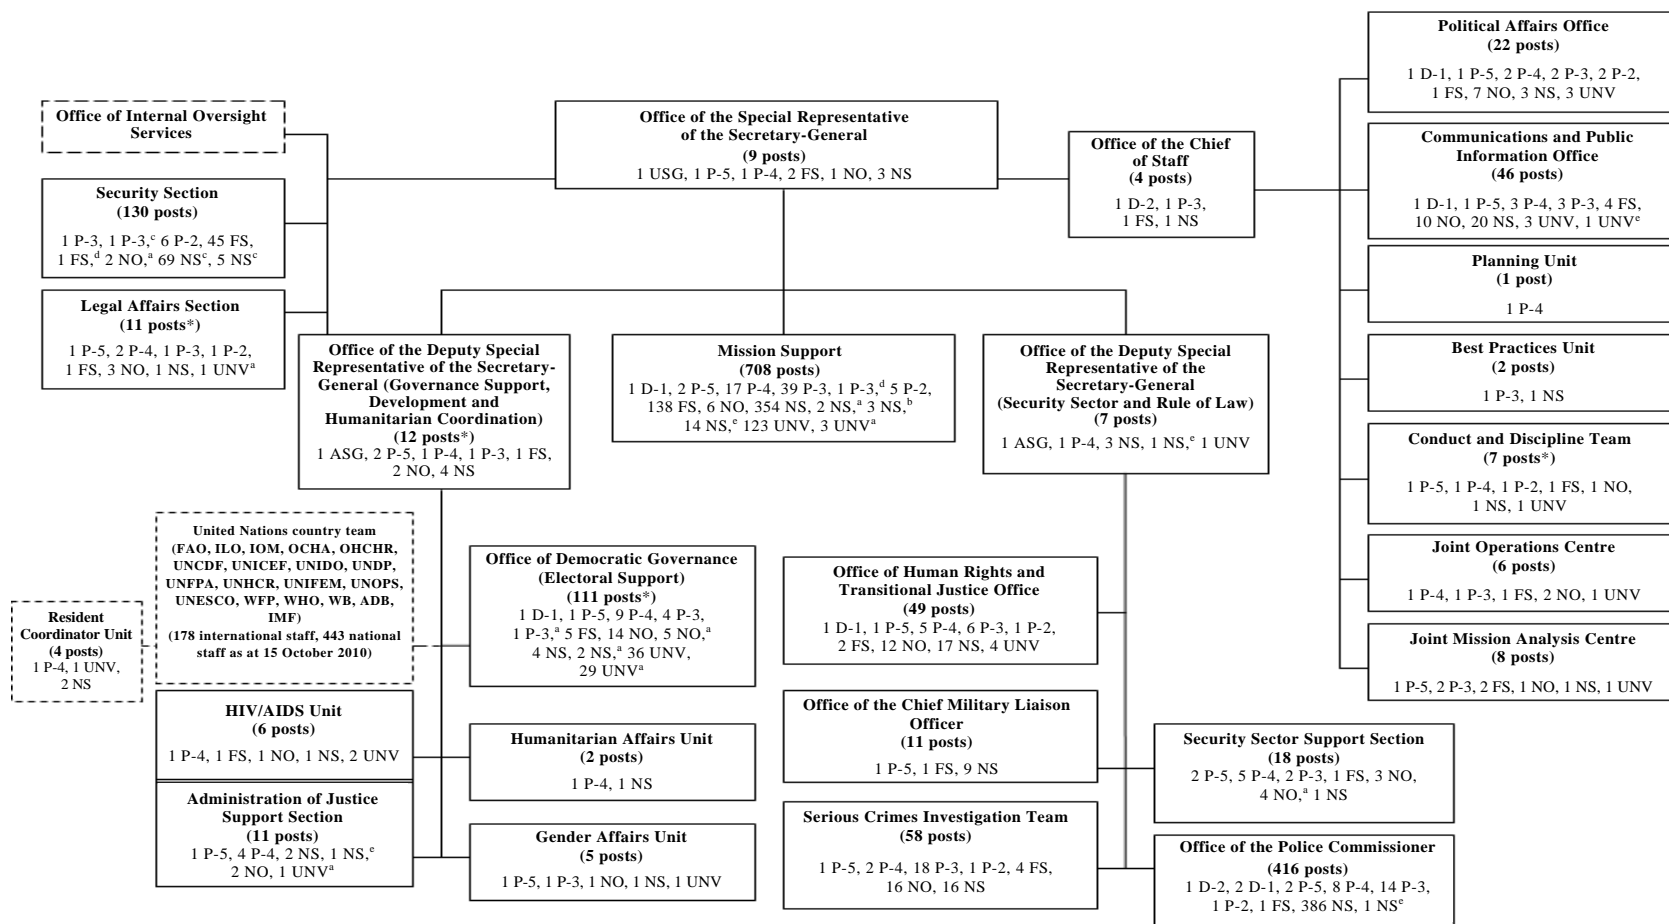 Office of the Special Representative
of the Secretary-General
(9 posts)
1 USG, 1 P-5, 1 P-4, 2 FS, 1 NO, 3 NS
Office of Internal Oversight
Services
Security Section
(130 posts)
1 P-3, 1 P-3,ᶜ 6 P-2, 45 FS,
1 FS,ᵈ 2 NO,ᵃ 69 NSᶜ, 5 NSᶜ
Legal Affairs Section
(11 posts*)
1 P-5, 2 P-4, 1 P-3, 1 P-2,
1 FS, 3 NO, 1 NS, 1 UNVᵃ
Office of the Chief
of Staff
(4 posts)
1 D-2, 1 P-3,
1 FS, 1 NS
Political Affairs Office
(22 posts)
1 D-1, 1 P-5, 2 P-4, 2 P-3, 2 P-2,
1 FS, 7 NO, 3 NS, 3 UNV
Communications and Public
Information Office
(46 posts)
1 D-1, 1 P-5, 3 P-4, 3 P-3, 4 FS,
10 NO, 20 NS, 3 UNV, 1 UNVᵉ
Planning Unit
(1 post)
1 P-4
Best Practices Unit
(2 posts)
1 P-3, 1 NS
Conduct and Discipline Team
(7 posts*)
1 P-5, 1 P-4, 1 P-2, 1 FS, 1 NO,
1 NS, 1 UNV
Joint Operations Centre
(6 posts)
1 P-4, 1 P-3, 1 FS, 2 NO, 1 UNV
Joint Mission Analysis Centre
(8 posts)
1 P-5, 2 P-3, 2 FS, 1 NO, 1 NS, 1 UNV
Office of the Deputy Special
Representative of the Secretary-
General (Governance Support,
Development and
Humanitarian Coordination)
(12 posts*)
1 ASG, 2 P-5, 1 P-4, 1 P-3, 1 FS,
2 NO, 4 NS
Mission Support
(708 posts)
1 D-1, 2 P-5, 17 P-4, 39 P-3, 1 P-3,ᵈ 5 P-2,
138 FS, 6 NO, 354 NS, 2 NS,ᵃ 3 NS,ᵇ
14 NS,ᵉ 123 UNV, 3 UNVᵃ
Office of the Deputy Special
Representative of the
Secretary-General
(Security Sector and Rule of Law)
(7 posts)
1 ASG, 1 P-4, 3 NS, 1 NS,ᵉ 1 UNV
Resident
Coordinator Unit
(4 posts)
1 P-4, 1 UNV,
2 NS
United Nations country team
(FAO, ILO, IOM, OCHA, OHCHR,
UNCDF, UNICEF, UNIDO, UNDP,
UNFPA, UNHCR, UNIFEM, UNOPS,
UNESCO, WFP, WHO, WB, ADB,
IMF)
(178 international staff, 443 national
staff as at 15 October 2010)
Office of Democratic Governance
(Electoral Support)
(111 posts*)
1 D-1, 1 P-5, 9 P-4, 4 P-3,
1 P-3,ᵃ 5 FS, 14 NO, 5 NO,ᵃ
4 NS, 2 NS,ᵃ 36 UNV,
29 UNVᵃ
HIV/AIDS Unit
(6 posts)
1 P-4, 1 FS, 1 NO, 1 NS, 2 UNV
Humanitarian Affairs Unit
(2 posts)
1 P-4, 1 NS
Administration of Justice
Support Section
(11 posts)
1 P-5, 4 P-4, 2 NS, 1 NS,ᵉ
2 NO, 1 UNVᵃ
Gender Affairs Unit
(5 posts)
1 P-5, 1 P-3, 1 NO, 1 NS, 1 UNV
Office of Human Rights and
Transitional Justice Office
(49 posts)
1 D-1, 1 P-5, 5 P-4, 6 P-3, 1 P-2,
2 FS, 12 NO, 17 NS, 4 UNV
Office of the Chief Military Liaison
Officer
(11 posts)
1 P-5, 1 FS, 9 NS
Security Sector Support Section
(18 posts)
2 P-5, 5 P-4, 2 P-3, 1 FS, 3 NO,
4 NO,ᵃ 1 NS
Serious Crimes Investigation Team
(58 posts)
1 P-5, 2 P-4, 18 P-3, 1 P-2, 4 FS,
16 NO, 16 NS
Office of the Police Commissioner
(416 posts)
1 D-2, 2 D-1, 2 P-5, 8 P-4, 14 P-3,
1 P-2, 1 FS, 386 NS, 1 NSᵉ